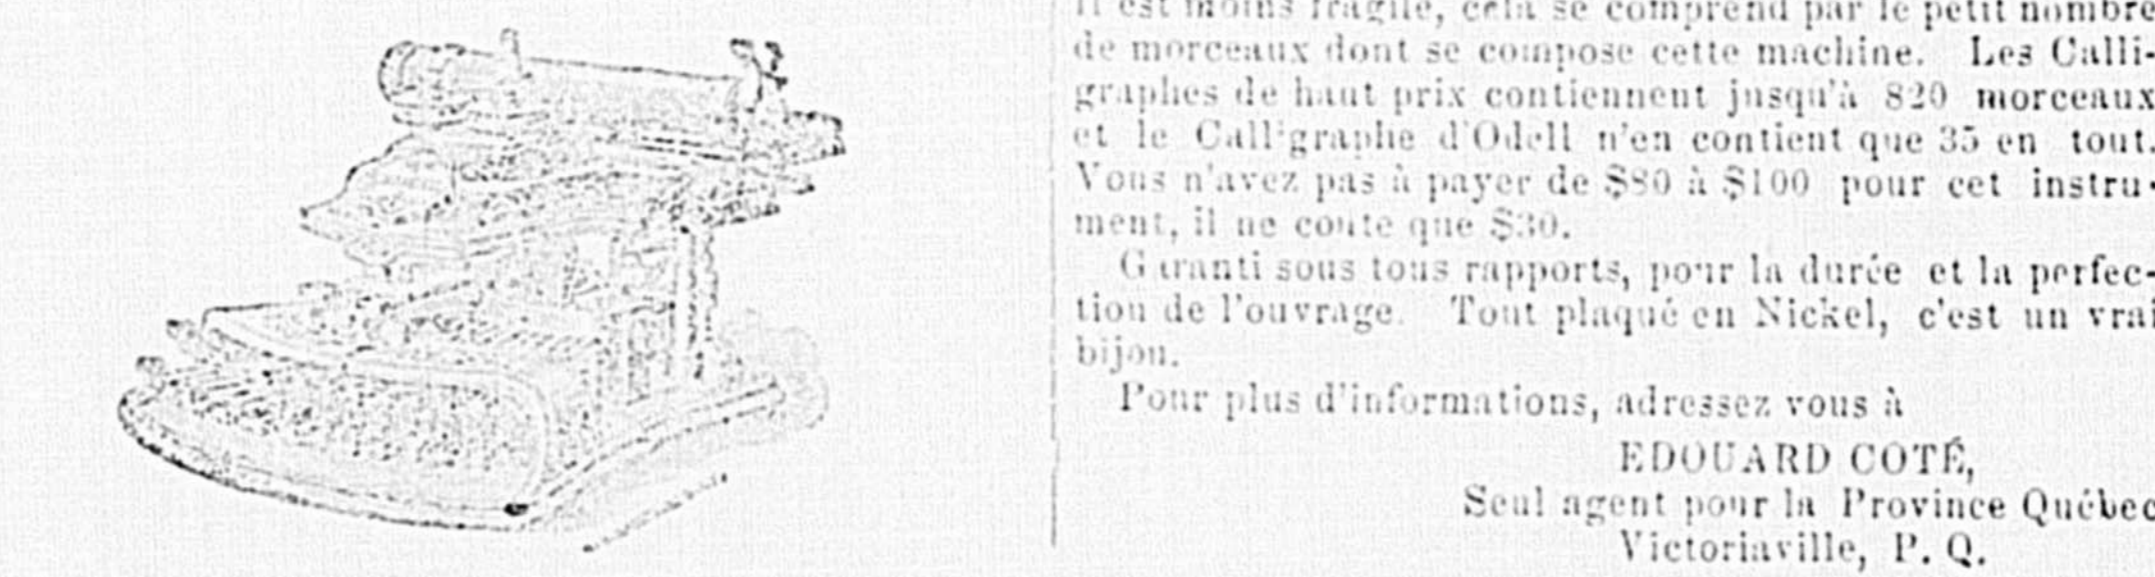 il est moins fragile, cela se comprend par le petit nombre
de morceaux dont se compose cette machine. Les Calli-
graphes de haut prix contiennent jusqu'à 820 morceaux
et le Calligraphe d'Odell n'en contient que 35 en tout.
Vous n'avez pas à payer de $80 à $100 pour cet instru-
ment, il ne coute que $30.
Garanti sous tous rapports, pour la durée et la perfec-
tion de l'ouvrage. Tout plaqué en Nickel, c'est un vrai
bijou.
Pour plus d'informations, adressez vous à
EDOUARD COTÉ,
Seul agent pour la Province Québec
Victoriaville, P. Q.